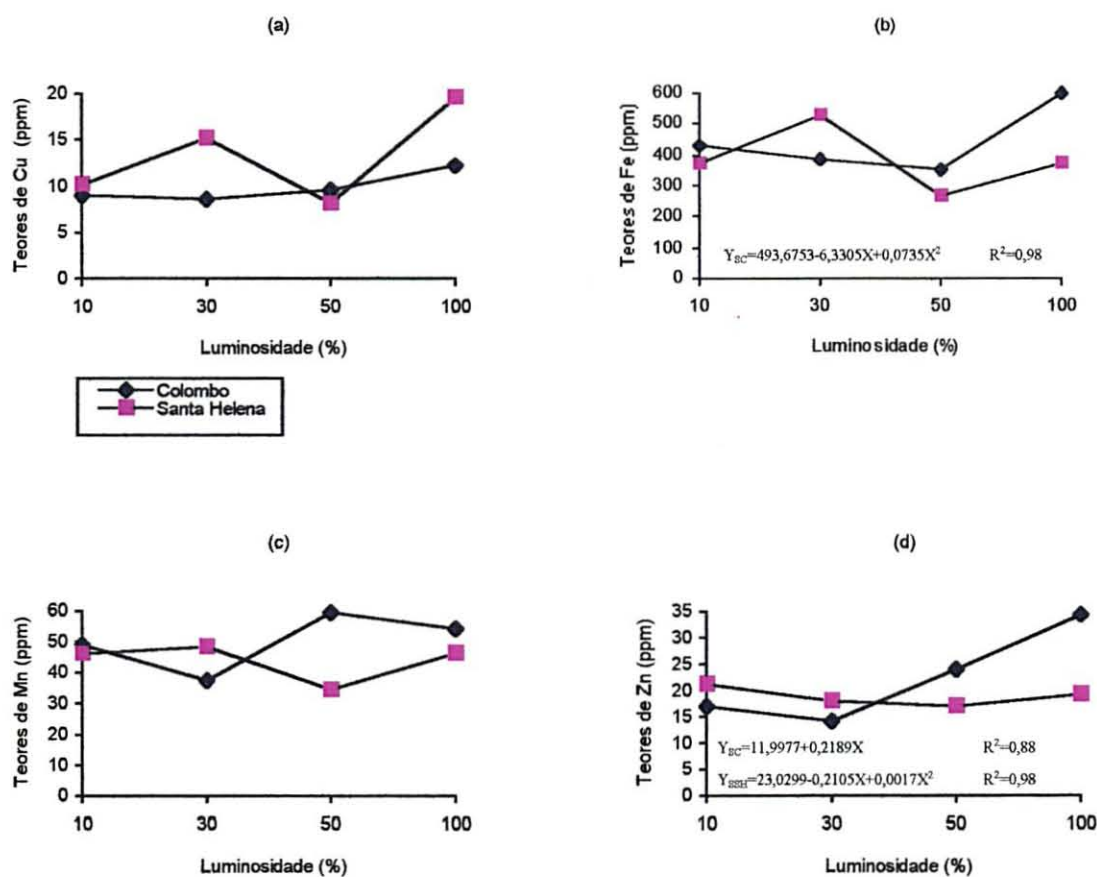 (a)
Teores de Cu (ppm)
20
15
10
5
0
10 30 50 100
Luminosidade (%)
(b)
Teores de Fe (ppm)
600
500
400
300
200
100
0
Y_SC=493,6753-6,3305X+0,0735X² R²=0,98
10 30 50 100
Luminosidade (%)
Colombo
Santa Helena
(c)
Teores de Mn (ppm)
60
50
40
30
20
10
0
10 30 50 100
Luminosidade (%)
(d)
Teores de Zn (ppm)
35
30
25
20
15
10
5
0
Y_SC=11,9977+0,2189X R²=0,88
Y_SSH=23,0299-0,2105X+0,0017X² R²=0,98
10 30 50 100
Luminosidade (%)